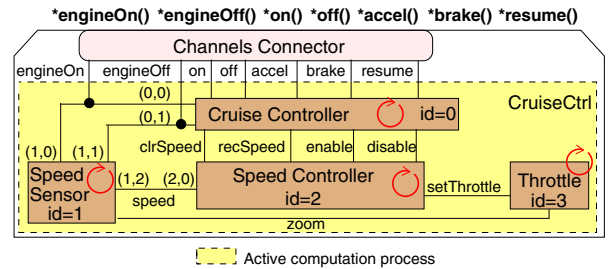 *engineOn() *engineOff() *on() *off() *accel() *brake() *resume()
Channels Connector
engineOn engineOff on off accel brake resume
(0,0)
CruiseCtrl
Cruise Controller id=0
(0,1)
clrSpeed recSpeed enable disable
(1,0) (1,1)
Speed Sensor id=1
(1,2) (2,0)
speed
Speed Controller id=2
setThrottle
Throttle id=3
zoom
Active computation process